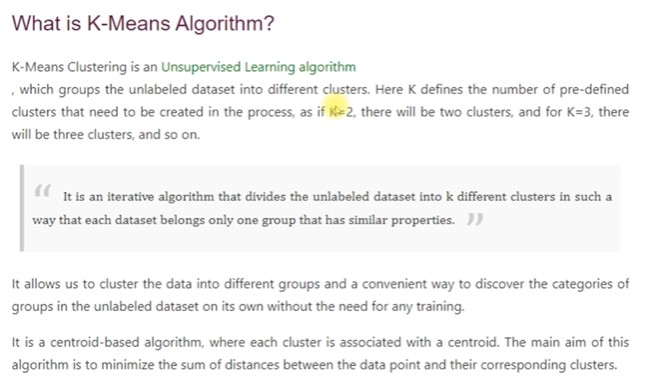 What is K-Means Algorithm?
K-Means Clustering is an Unsupervised Learning algorithm
, which groups the unlabeled dataset into different clusters. Here K defines the number of pre-defined
clusters that need to be created in the process, as if K=2, there will be two clusters, and for K=3, there
will be three clusters, and so on.
“ It is an iterative algorithm that divides the unlabeled dataset into k different clusters in such a
way that each dataset belongs only one group that has similar properties. ”
It allows us to cluster the data into different groups and a convenient way to discover the categories of
groups in the unlabeled dataset on its own without the need for any training.
It is a centroid-based algorithm, where each cluster is associated with a centroid. The main aim of this
algorithm is to minimize the sum of distances between the data point and their corresponding clusters.